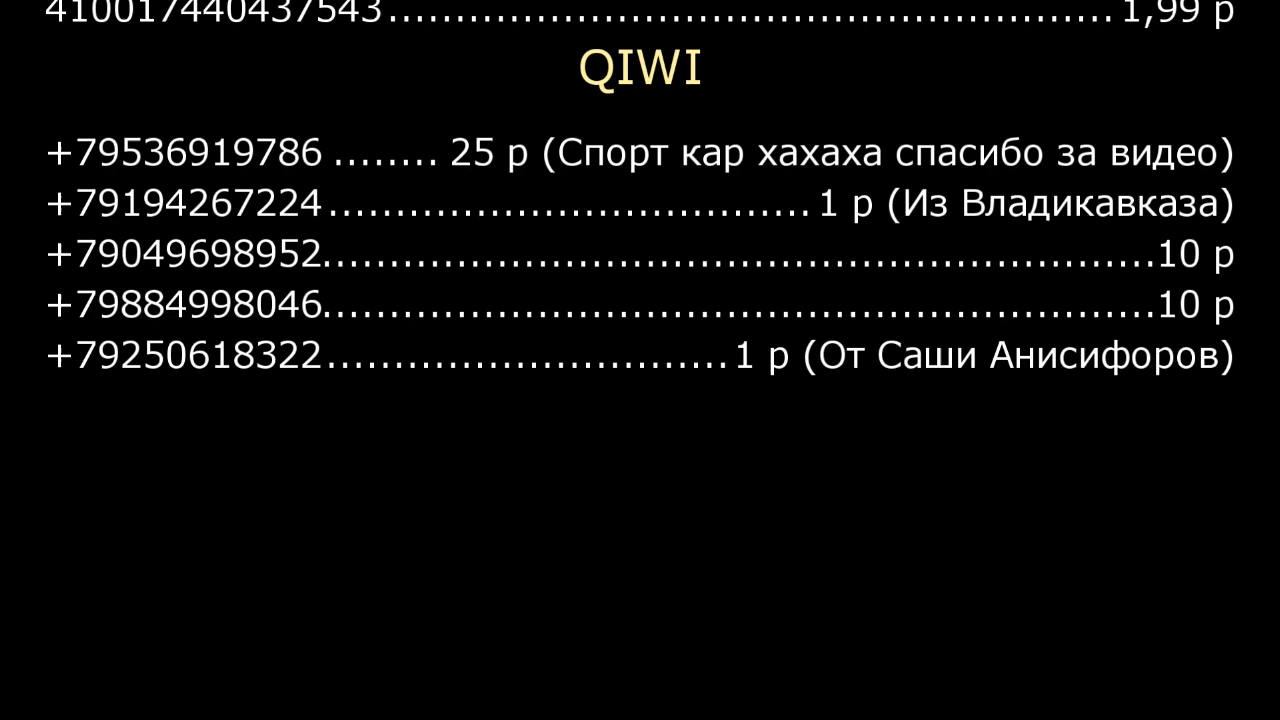 410017440437543.......................................................1,99 р
QIWI
+79536919786 ........ 25 р (Спорт кар хахаха спасибо за видео)
+79194267224....................................1 р (Из Владикавказа)
+79049698952..............................................................10 р
+79884998046..............................................................10 р
+79250618322..............................1 р (От Саши Анисифоров)